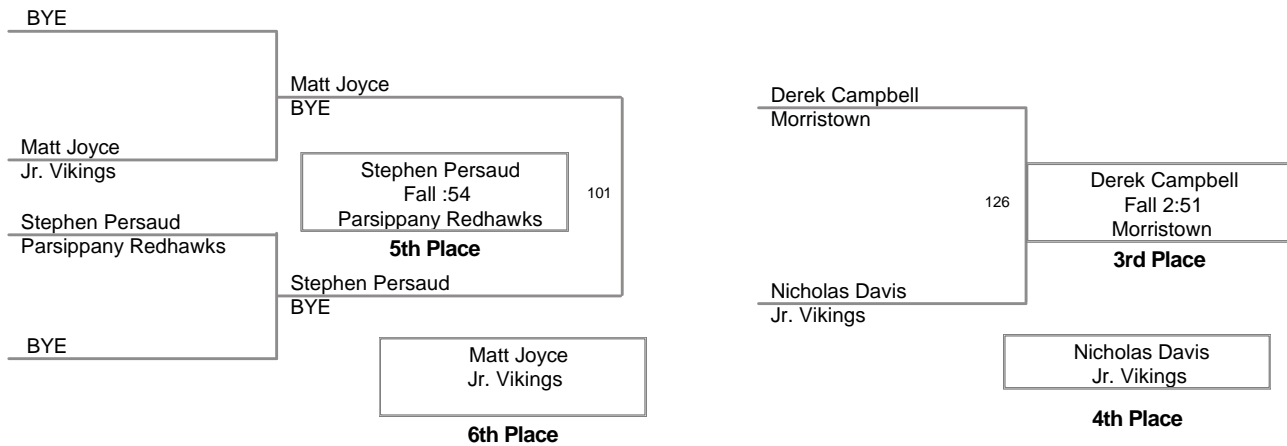 BYE
Matt Joyce
BYE
Matt Joyce
Jr. Vikings
Stephen Persaud
Fall :54
Parsippany Redhawks
5th Place
101
Stephen Persaud
Parsippany Redhawks
Stephen Persaud
BYE
BYE
Matt Joyce
Jr. Vikings
6th Place
Derek Campbell
Morristown
126
Derek Campbell
Fall 2:51
Morristown
3rd Place
Nicholas Davis
Jr. Vikings
Nicholas Davis
Jr. Vikings
4th Place